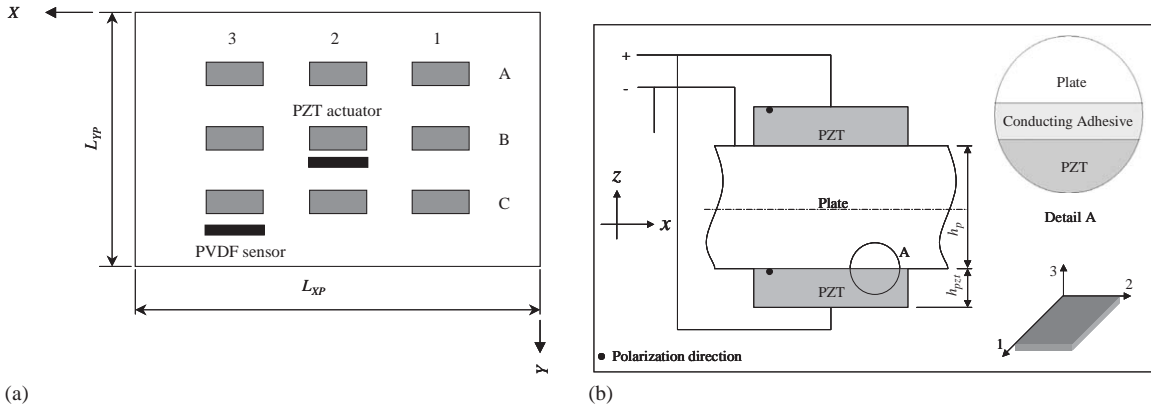 X
3 2 1
A
PZT actuator
L_YP
B
C
PVDF sensor
L_XP
Y
(a)
+
-
PZT
Plate
Conducting Adhesive
PZT
Detail A
z
x
Plate
h_p
A
PZT
h_pzt
3
2
1
Polarization direction
(b)